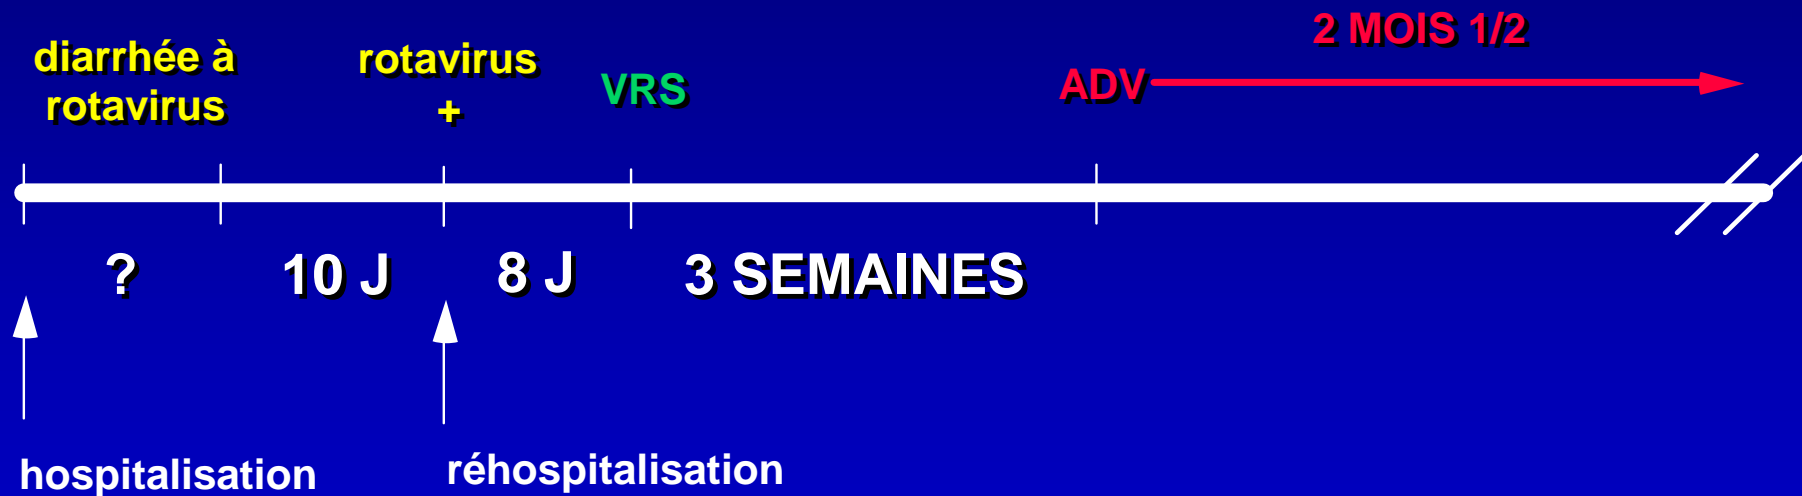 2 MOIS 1/2
diarrhée à
rotavirus
rotavirus
+
VRS
ADV
?
10 J
8 J
3 SEMAINES
hospitalisation
réhospitalisation